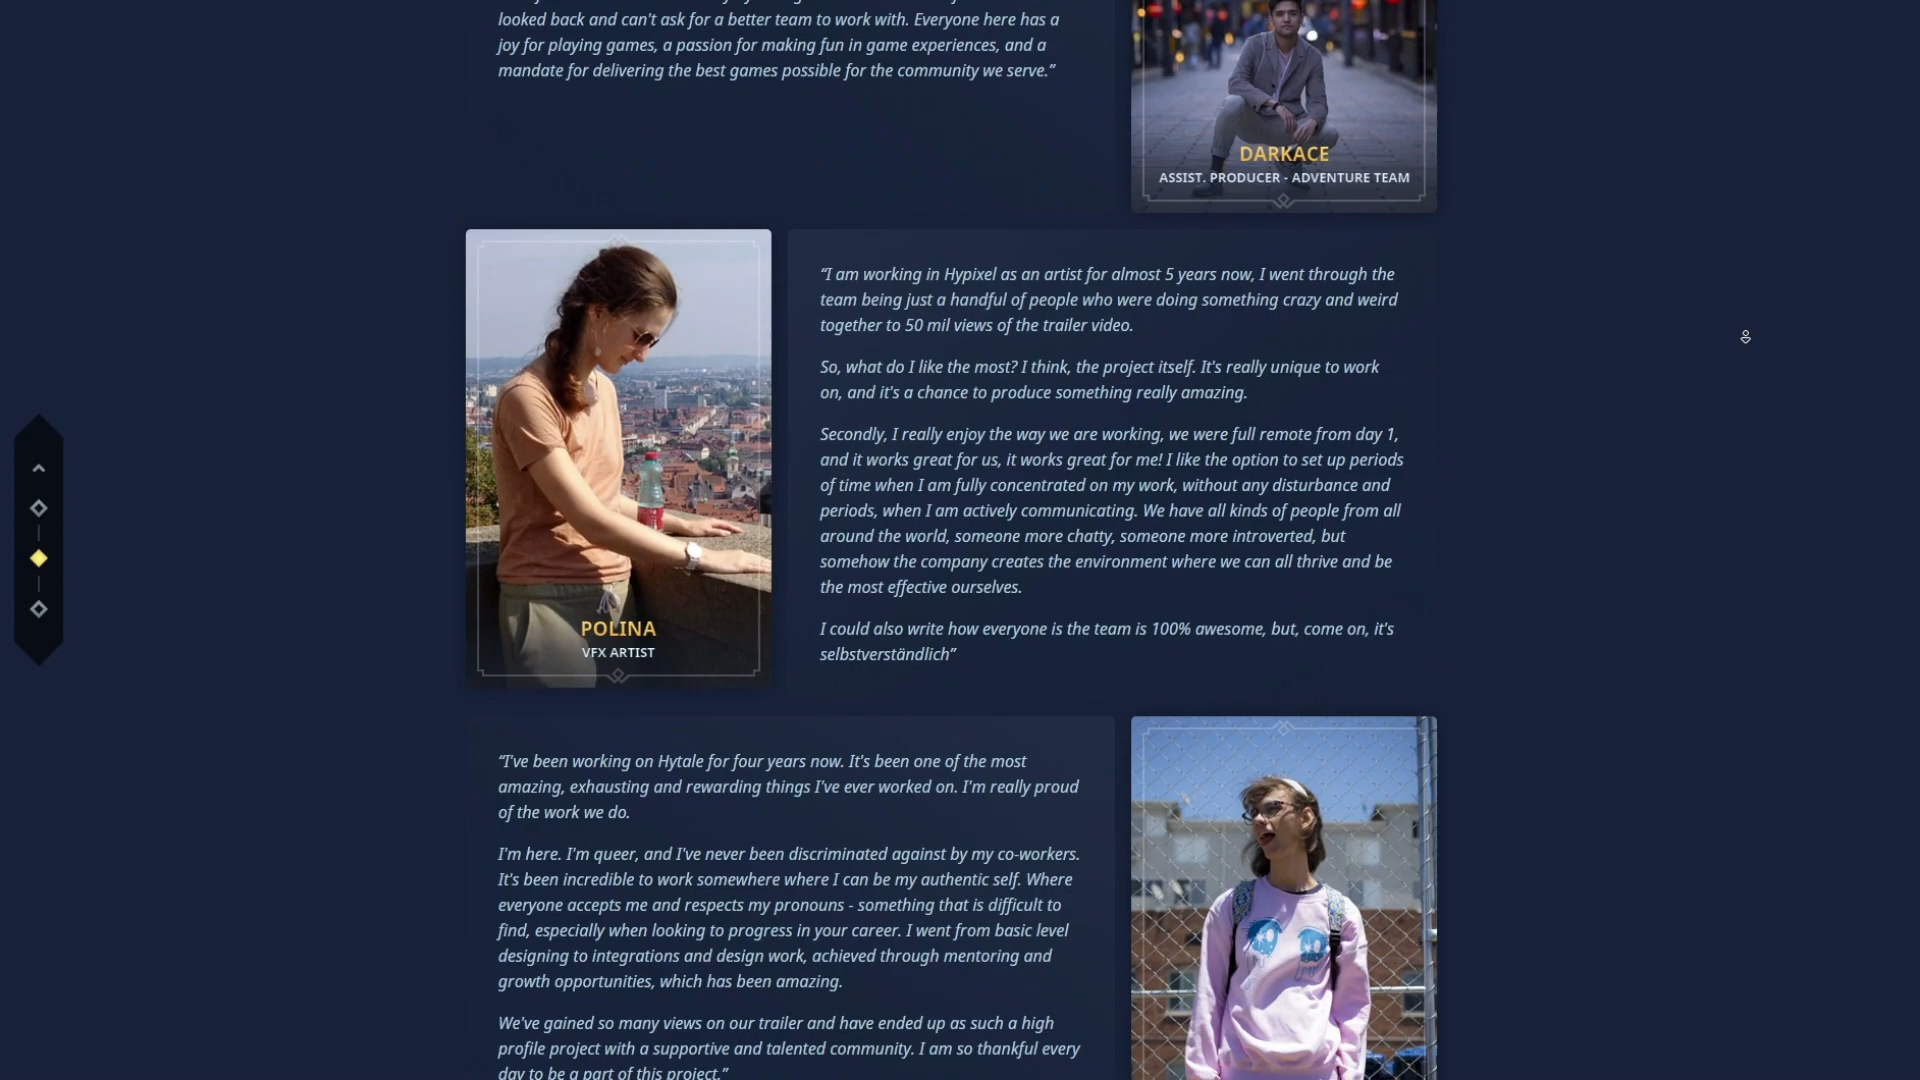 looked back and can't ask for a better team to work with. Everyone here has a
joy for playing games, a passion for making fun in game experiences, and a
mandate for delivering the best games possible for the community we serve.”
DARKACE
ASSIST. PRODUCER - ADVENTURE TEAM
POLINA
VFX ARTIST
“I am working in Hypixel as an artist for almost 5 years now, I went through the
team being just a handful of people who were doing something crazy and weird
together to 50 mil views of the trailer video.
So, what do I like the most? I think, the project itself. It's really unique to work
on, and it's a chance to produce something really amazing.
Secondly, I really enjoy the way we are working, we were full remote from day 1,
and it works great for us, it works great for me! I like the option to set up periods
of time when I am fully concentrated on my work, without any disturbance and
periods, when I am actively communicating. We have all kinds of people from all
around the world, someone more chatty, someone more introverted, but
somehow the company creates the environment where we can all thrive and be
the most effective ourselves.
I could also write how everyone is the team is 100% awesome, but, come on, it's
selbstverständlich”
“I've been working on Hytale for four years now. It's been one of the most
amazing, exhausting and rewarding things I've ever worked on. I'm really proud
of the work we do.
I'm here. I'm queer, and I've never been discriminated against by my co-workers.
It's been incredible to work somewhere where I can be my authentic self. Where
everyone accepts me and respects my pronouns - something that is difficult to
find, especially when looking to progress in your career. I went from basic level
designing to integrations and design work, achieved through mentoring and
growth opportunities, which has been amazing.
We've gained so many views on our trailer and have ended up as such a high
profile project with a supportive and talented community. I am so thankful every
day to be a part of this project.”